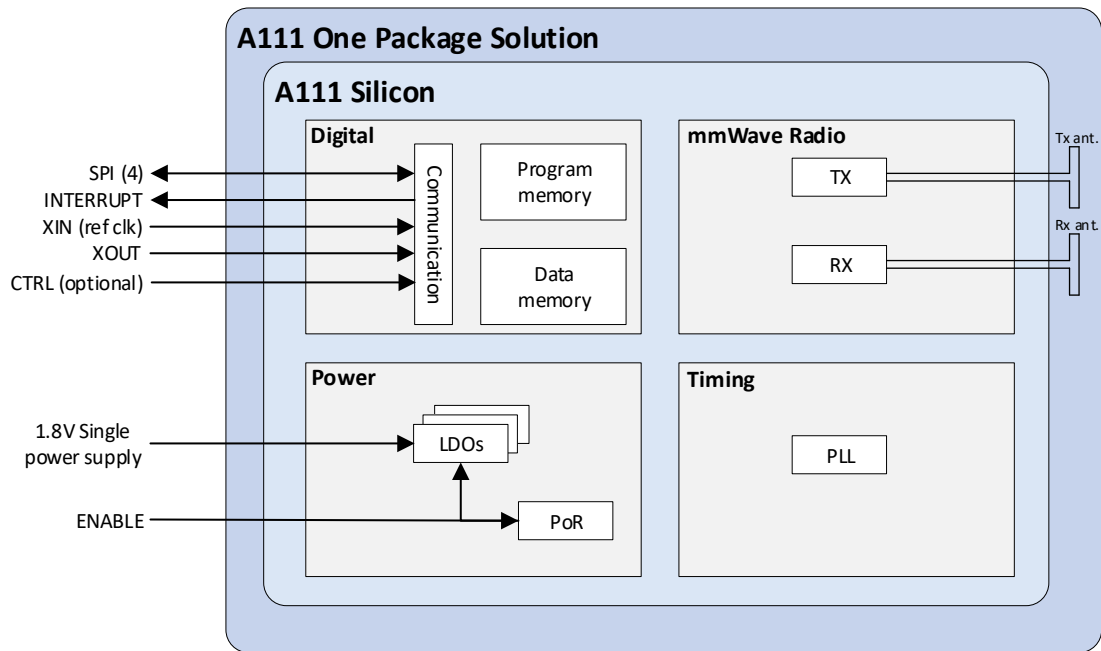 A111 One Package Solution
A111 Silicon
Digital
Communication
Program
memory
Data
memory
mmWave Radio
TX
RX
Tx ant.
Rx ant.
SPI (4)
INTERRUPT
XIN (ref clk)
XOUT
CTRL (optional)
Power
LDOs
PoR
1.8V Single
power supply
ENABLE
Timing
PLL